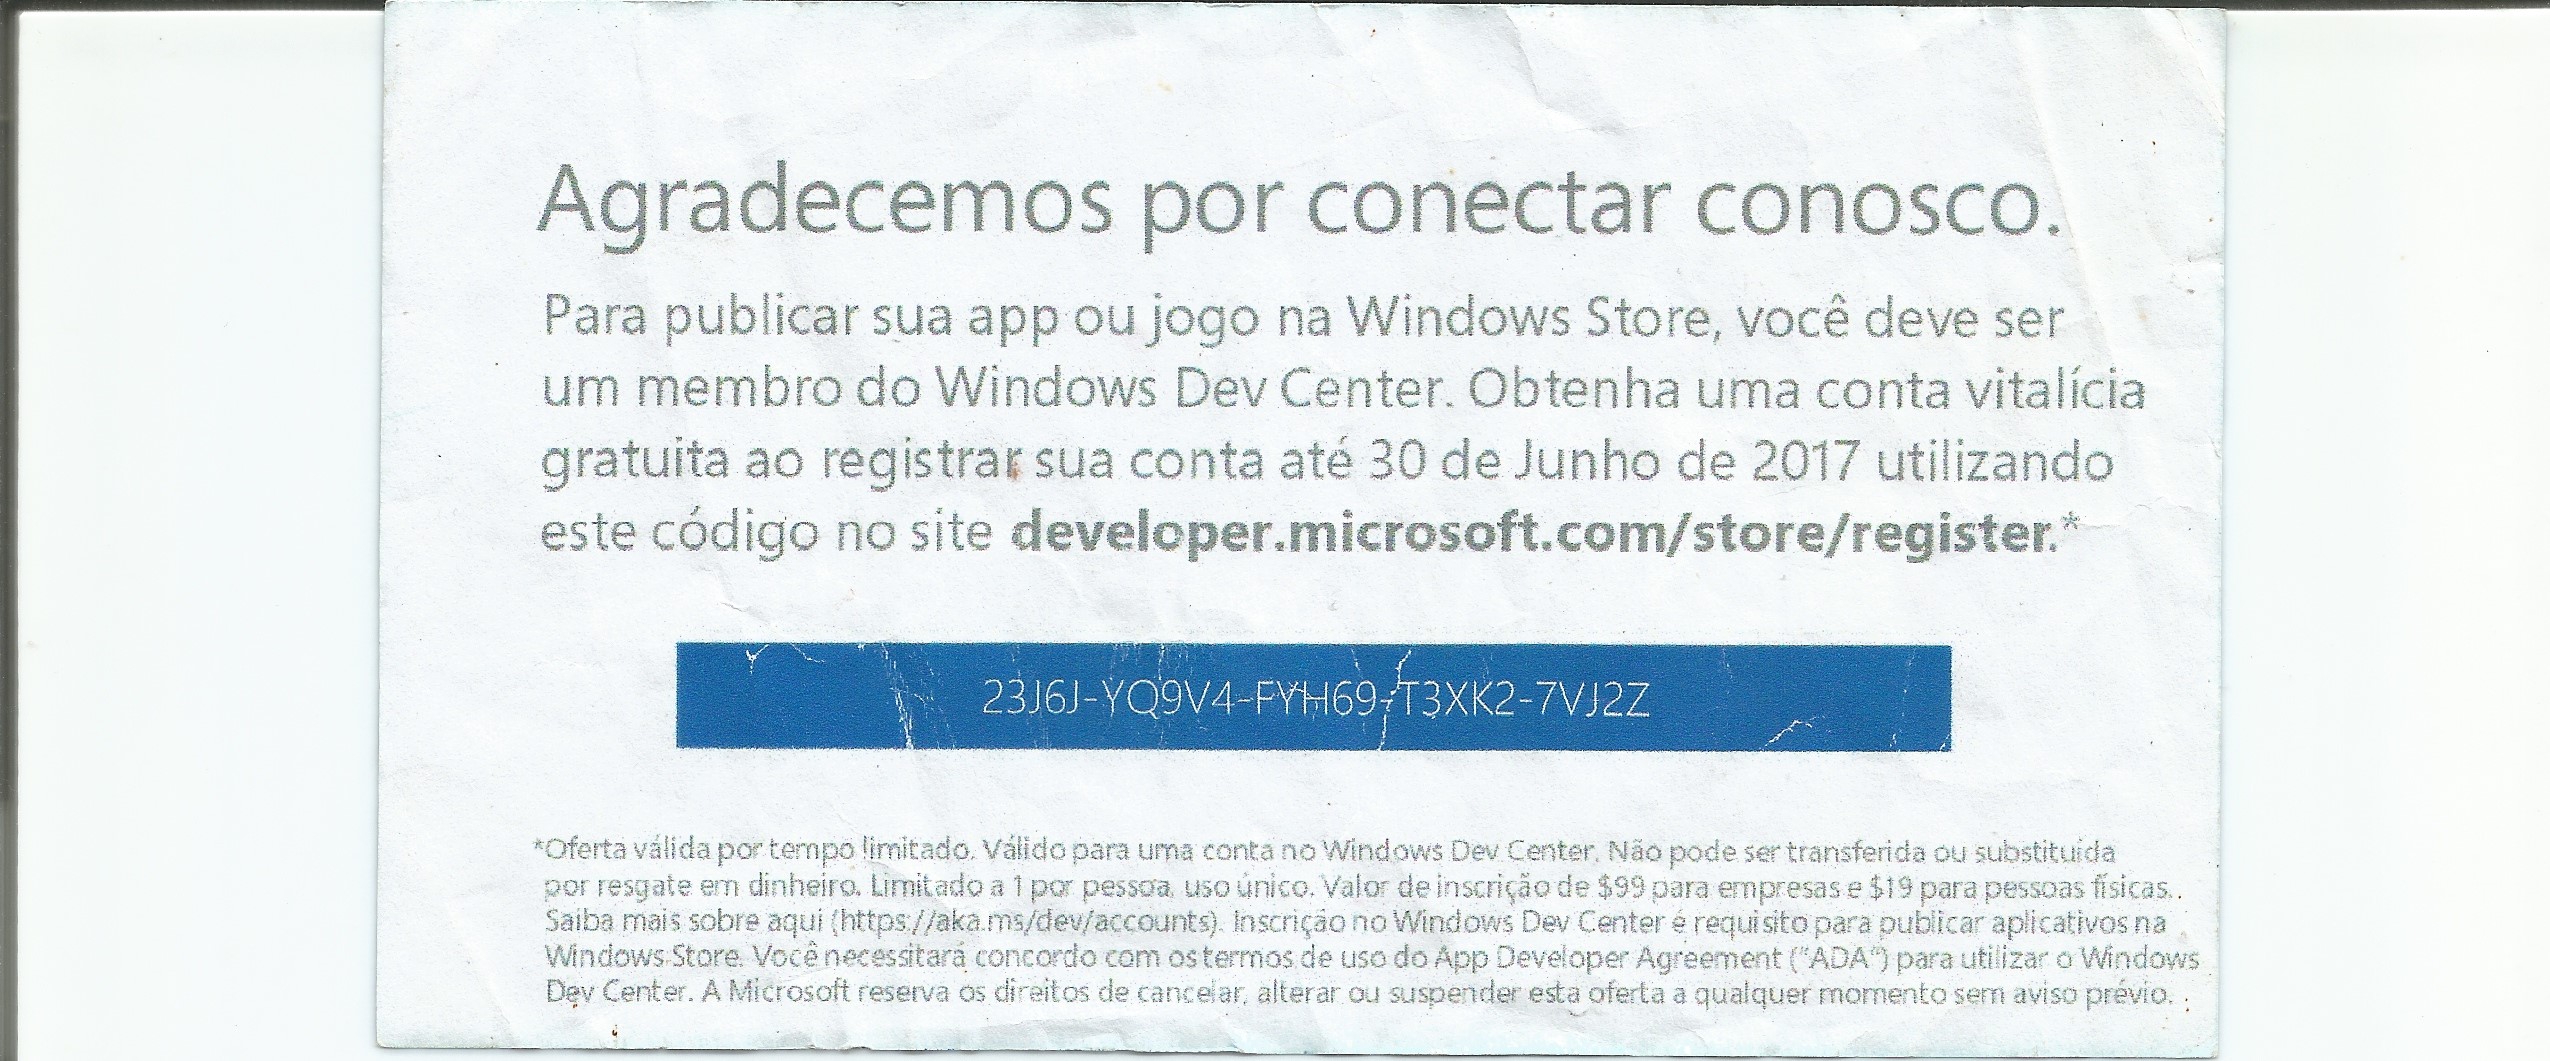 Agradecemos por conectar conosco.
Para publicar sua app ou jogo na Windows Store, você deve ser
um membro do Windows Dev Center. Obtenha uma conta vitalícia
gratuita ao registrar sua conta até 30 de Junho de 2017 utilizando
este código no site developer.microsoft.com/store/register.*
23J6J-YQ9V4-FYH69-T3XK2-7VJ2Z
*Oferta válida por tempo limitado. Válido para uma conta no Windows Dev Center. Não pode ser transferida ou substituída
por resgate em dinheiro. Limitado a 1 por pessoa, uso único. Valor de inscrição de $99 para empresas e $19 para pessoas físicas.
Saiba mais sobre aqui (https://aka.ms/dev/accounts). Inscrição no Windows Dev Center é requisito para publicar aplicativos na
Windows Store. Você necessitará concordo com os termos de uso do App Developer Agreement ("ADA") para utilizar o Windows
Dev Center. A Microsoft reserva os direitos de cancelar, alterar ou suspender esta oferta a qualquer momento sem aviso prévio.